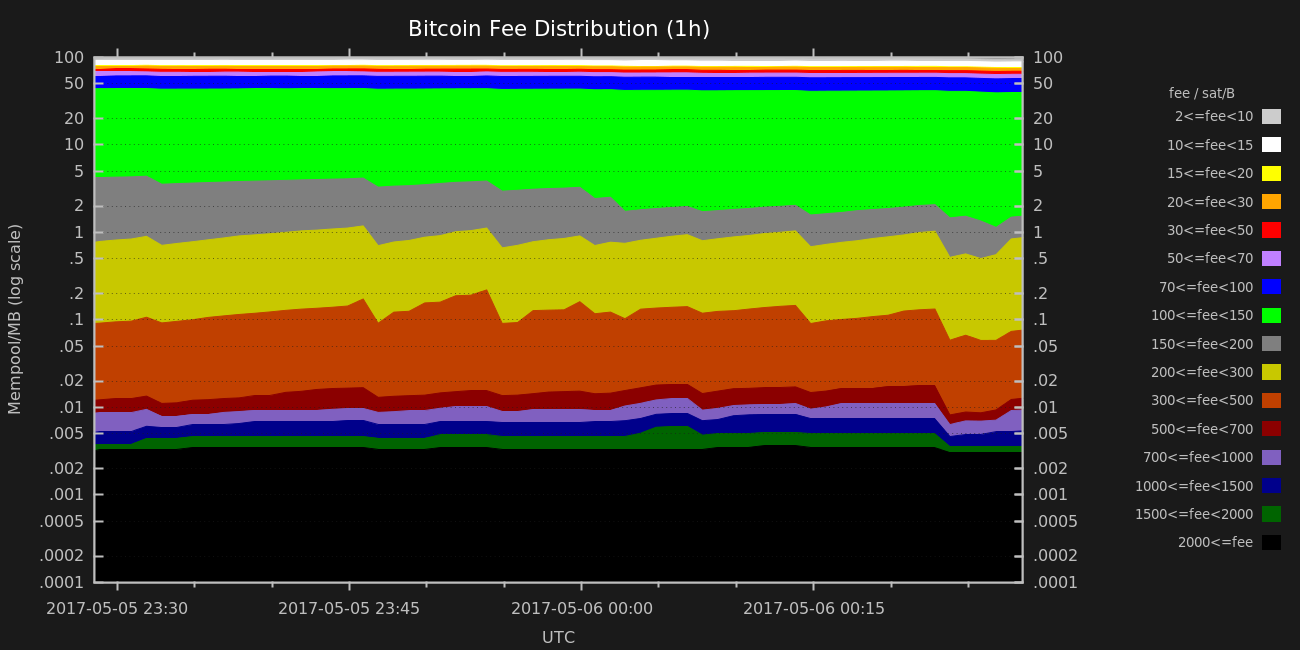 Bitcoin Fee Distribution (1h)
Mempool/MB (log scale)
100
50
20
10
5
2
1
.5
.2
.1
.05
.02
.01
.005
.002
.001
.0005
.0002
.0001
100
50
20
10
5
2
1
.5
.2
.1
.05
.02
.01
.005
.002
.001
.0005
.0002
.0001
2017-05-05 23:30
2017-05-05 23:45
2017-05-06 00:00
2017-05-06 00:15
UTC
fee / sat/B
2<=fee<10
10<=fee<15
15<=fee<20
20<=fee<30
30<=fee<50
50<=fee<70
70<=fee<100
100<=fee<150
150<=fee<200
200<=fee<300
300<=fee<500
500<=fee<700
700<=fee<1000
1000<=fee<1500
1500<=fee<2000
2000<=fee